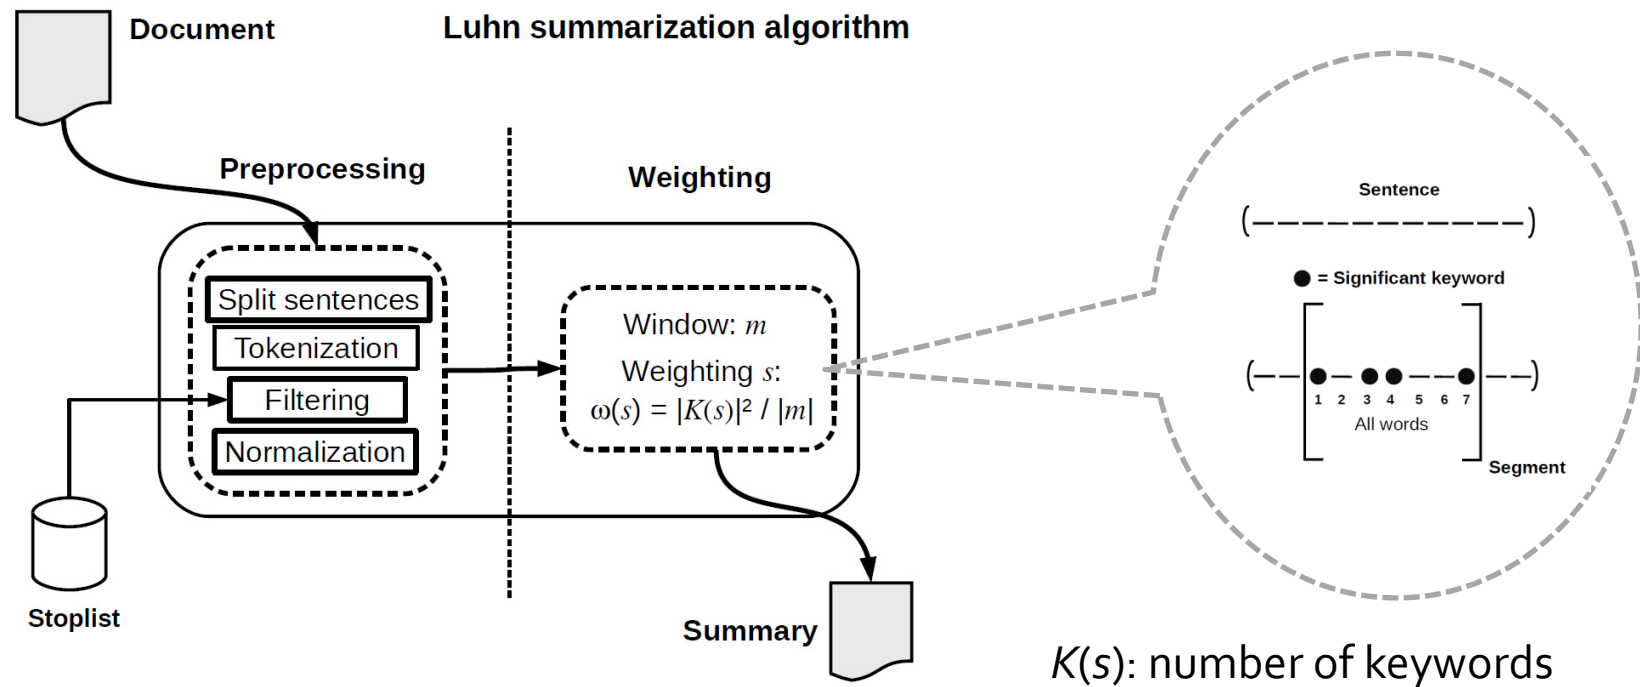 Document
Luhn summarization algorithm
Preprocessing
Weighting
Split sentences
Tokenization
Filtering
Normalization
Window: m
Weighting s:
ω(s) = |K(s)|² / |m|
Stoplist
Summary
Sentence
= Significant keyword
1 2 3 4 5 6 7
All words
Segment
K(s): number of keywords